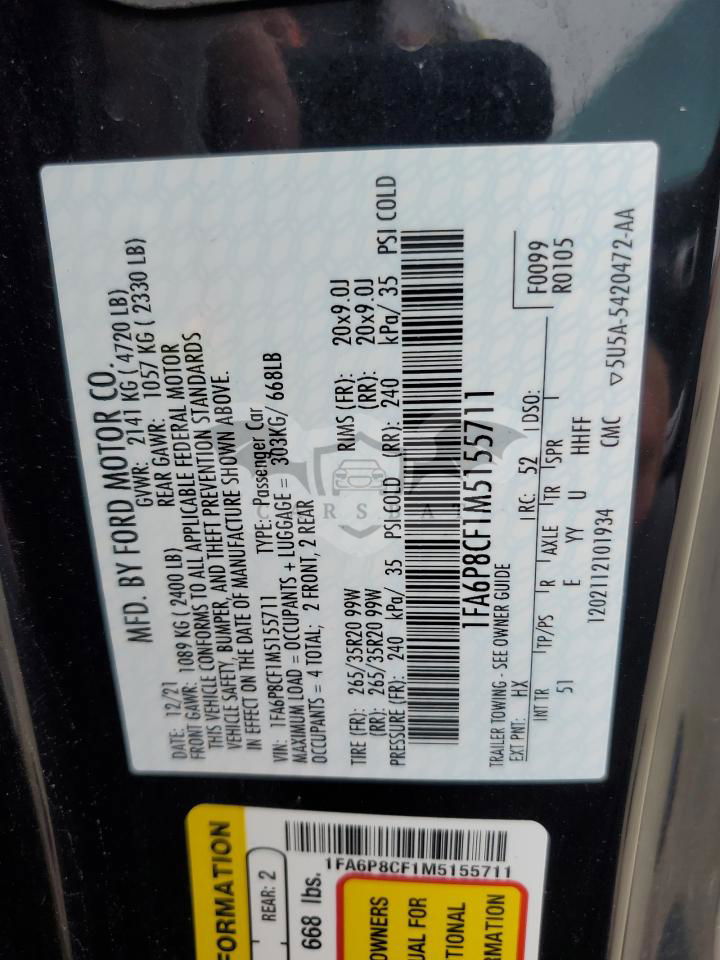 MFD. BY FORD MOTOR CO.
DATE: 12/21 GVWR: 2141 KG ( 4720 LB)
FRONT GAWR: 1089 KG ( 2400 LB) REAR GAWR: 1057 KG ( 2330 LB)
THIS VEHICLE CONFORMS TO ALL APPLICABLE FEDERAL MOTOR
VEHICLE SAFETY, BUMPER, AND THEFT PREVENTION STANDARDS
IN EFFECT ON THE DATE OF MANUFACTURE SHOWN ABOVE.
VIN: 1FA6P8CF1M5155711 TYPE: Passenger Car
MAXIMUM LOAD = OCCUPANTS + LUGGAGE = 303KG/ 668LB
OCCUPANTS = 4 TOTAL; 2 FRONT, 2 REAR
TIRE (FR): 265/35R20 99W RIMS (FR): 20x9.0J
(RR): 265/35R20 99W (RR): 20x9.0J
PRESSURE (FR): 240 kPa/ 35 PSI COLD (RR): 240 kPa/ 35 PSI COLD
1FA6P8CF1M5155711
TRAILER TOWING - SEE OWNER GUIDE
EXT PNT: HX RC: 52 DSO: F0099
R0105
INT TR TP/PS R AXLE TR SPR
51 E YY U HHFF
1202112101934 CMC ▽5U5A-5420472-AA
FORMATION
REAR: 2
668 lbs.
1FA6P8CF1M5155711
OWNERS
UAL FOR
TIONAL
RMATION